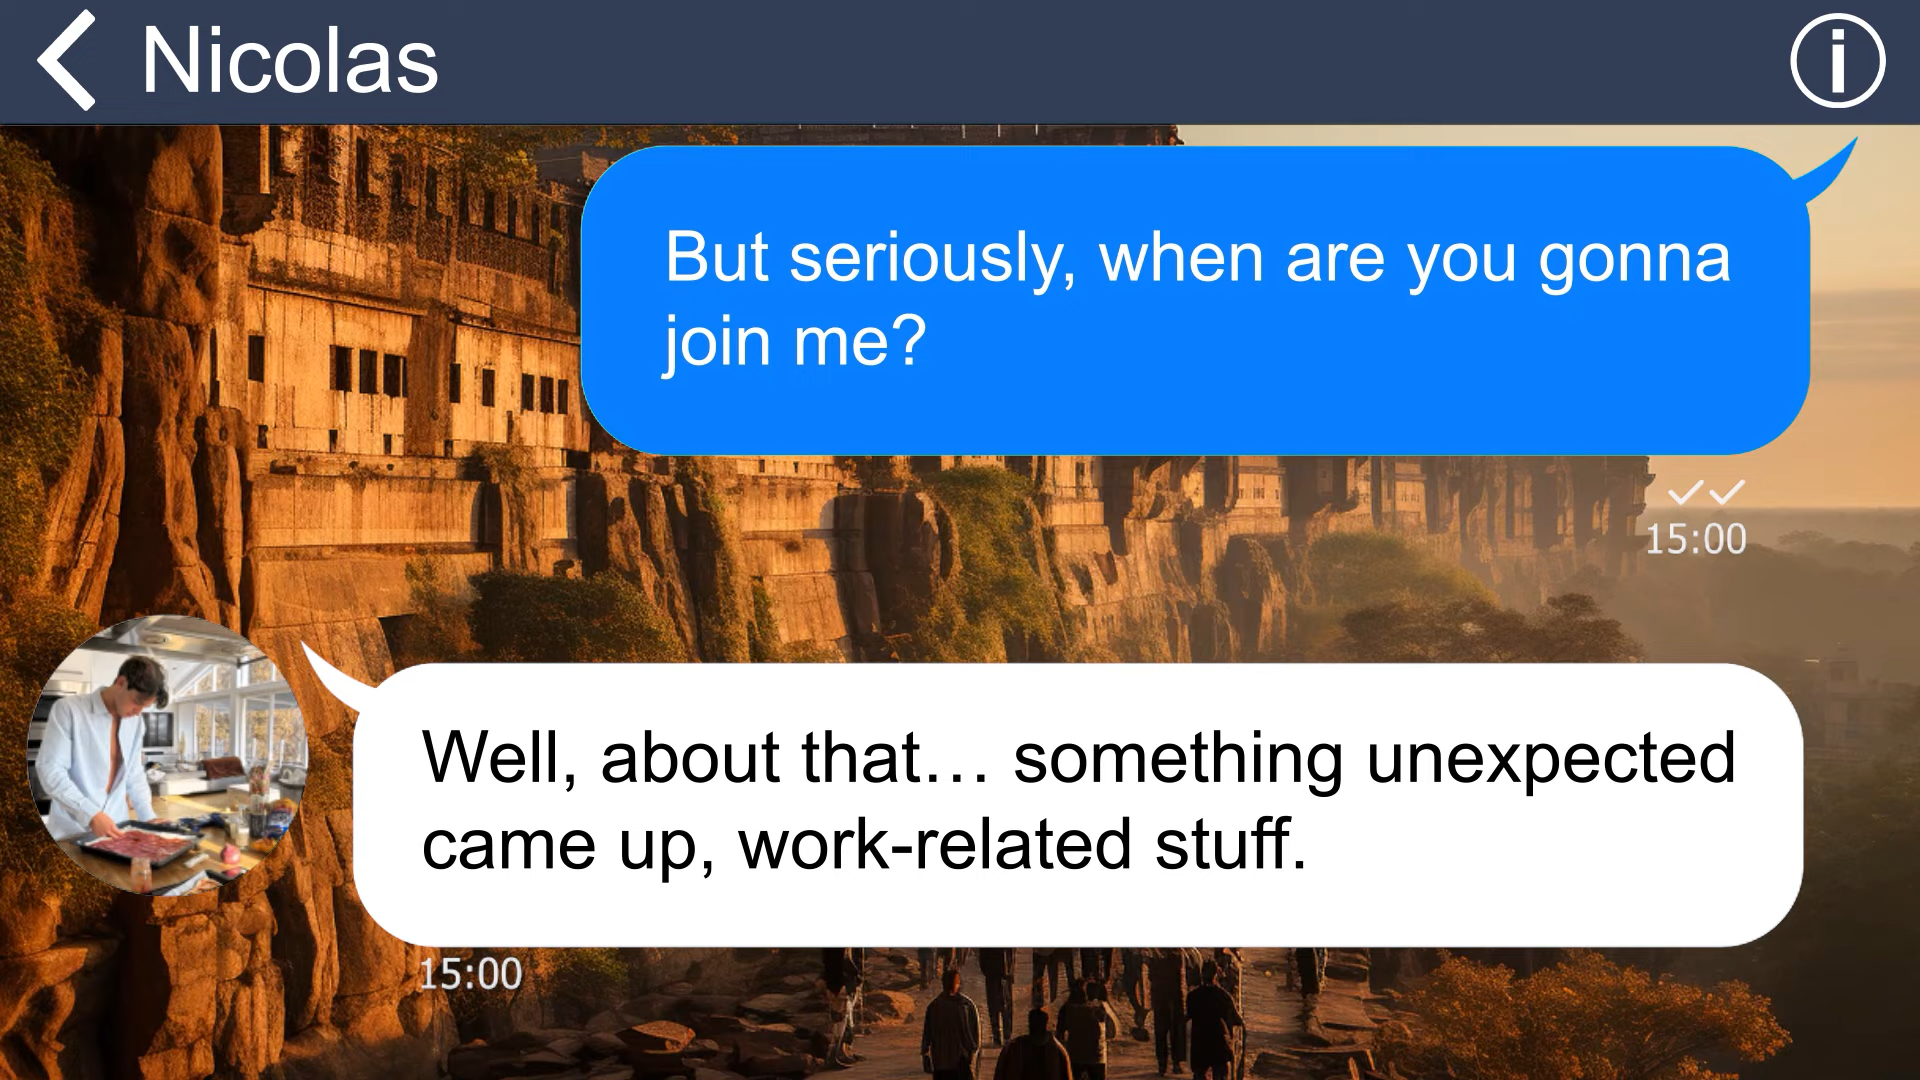 Nicolas
But seriously, when are you gonna
join me?
15:00
Well, about that… something unexpected
came up, work-related stuff.
15:00